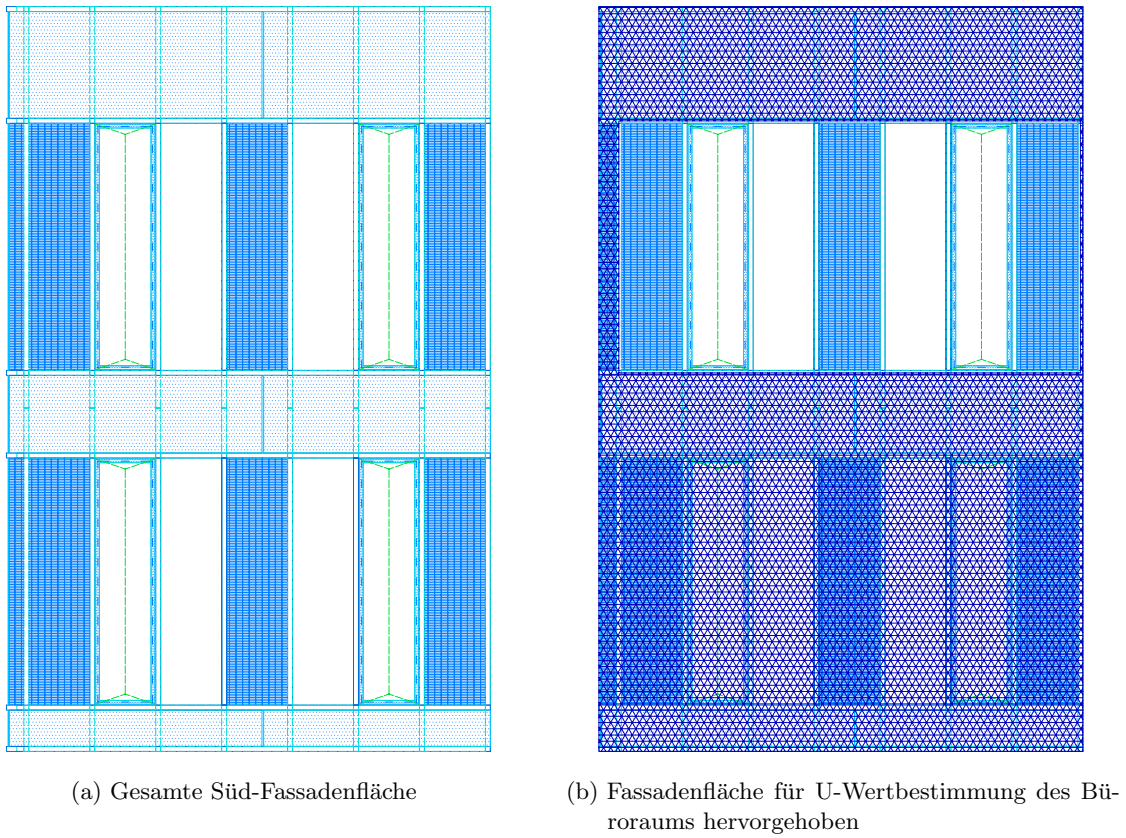 (a) Gesamte Süd-Fassadenfläche
(b) Fassadenfläche für U-Wertbestimmung des Bü-
roraums hervorgehoben